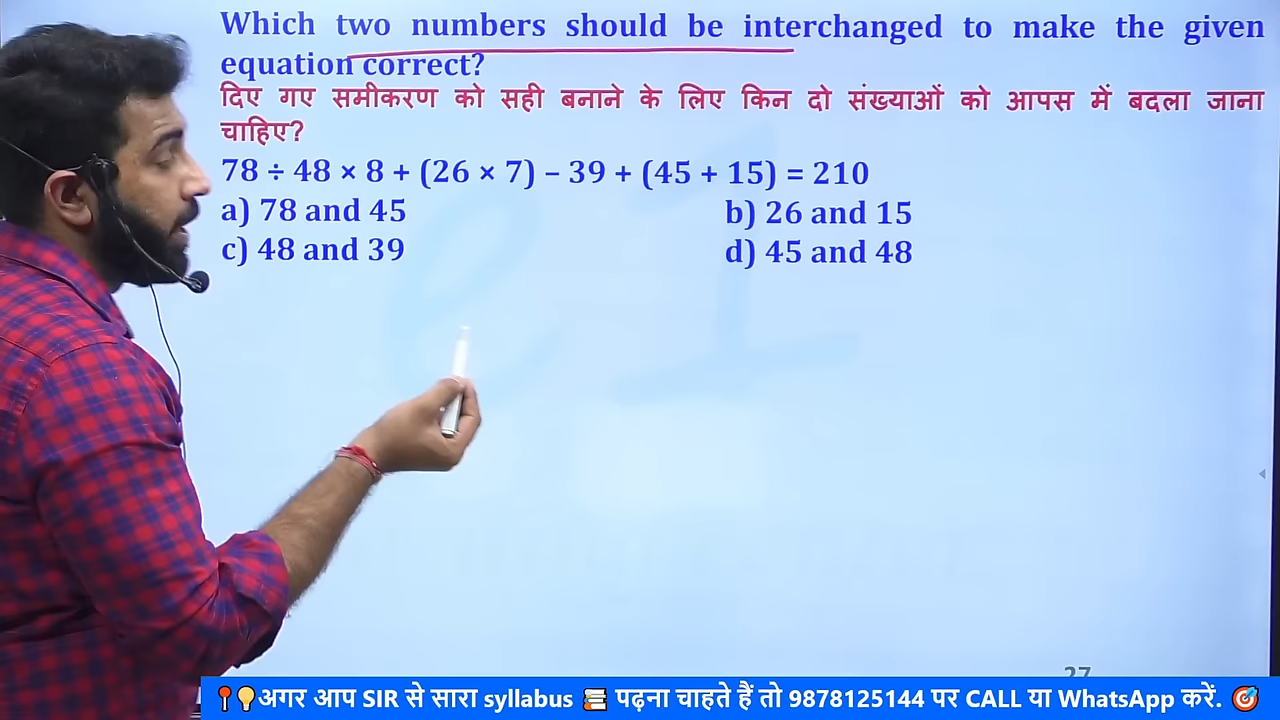 Which two numbers should be interchanged to make the given
equation correct?
दिए गए समीकरण को सही बनाने के लिए किन दो संख्याओं को आपस में बदला जाना
चाहिए?
78 ÷ 48 × 8 + (26 × 7) – 39 + (45 + 15) = 210
a) 78 and 45
b) 26 and 15
c) 48 and 39
d) 45 and 48
27
📍💡अगर आप SIR से सारा syllabus 📚 पढ़ना चाहते हैं तो 9878125144 पर CALL या WhatsApp करें. 🎯